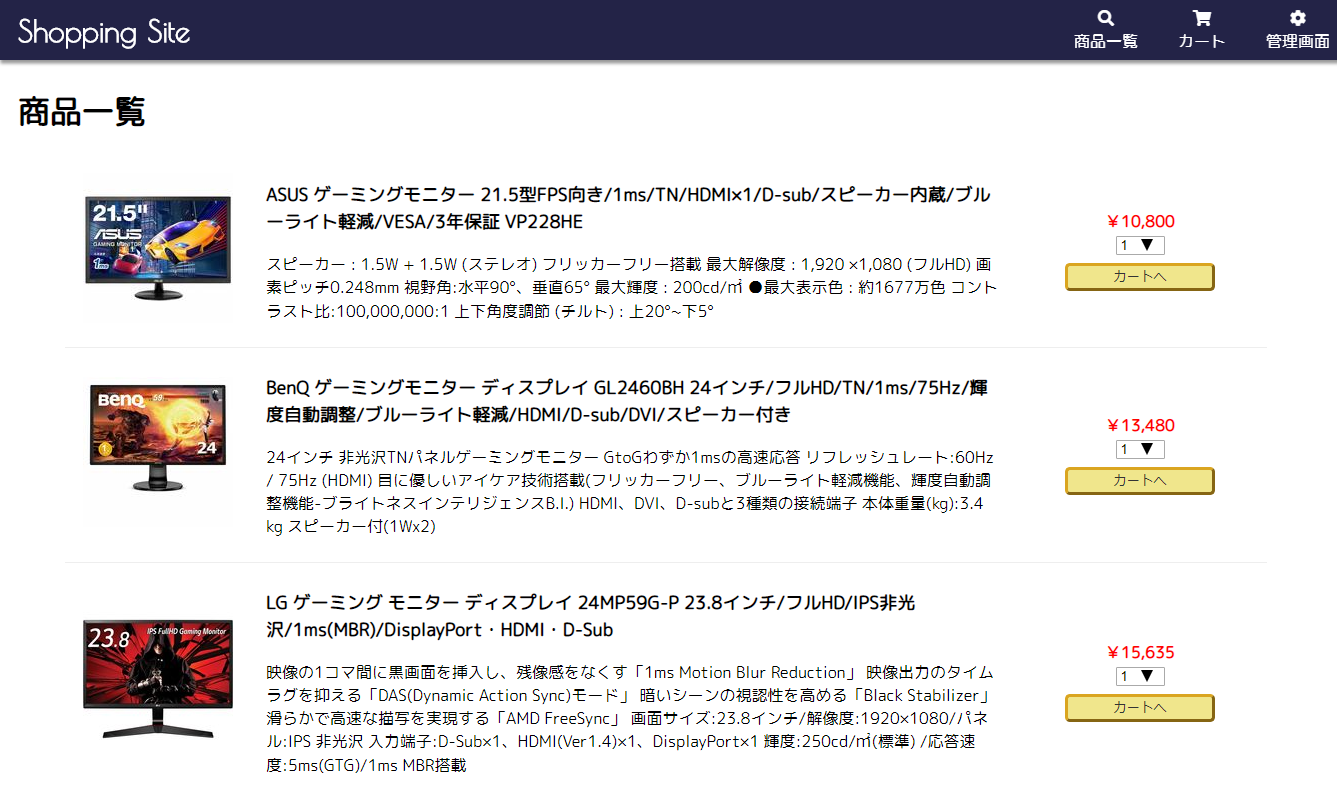 Shopping Site
商品一覧
カート
管理画面
商品一覧
21.5"
ASUS
GAMING MONITOR
1ms
ASUS ゲーミングモニター 21.5型FPS向き/1ms/TN/HDMI×1/D-sub/スピーカー内蔵/ブル
ーライト軽減/VESA/3年保証 VP228HE
スピーカー : 1.5W + 1.5W (ステレオ) フリッカーフリー搭載 最大解像度 : 1,920 ×1,080 (フルHD) 画
素ピッチ0.248mm 視野角:水平90°、垂直65° 最大輝度 : 200cd/㎡ ●最大表示色 : 約1677万色 コント
ラスト比:100,000,000:1 上下角度調節 (チルト) : 上20°~下5°
￥10,800
1 ▼
カートへ
BenQ
24
BenQ ゲーミングモニター ディスプレイ GL2460BH 24インチ/フルHD/TN/1ms/75Hz/輝
度自動調整/ブルーライト軽減/HDMI/D-sub/DVI/スピーカー付き
24インチ 非光沢TNパネルゲーミングモニター GtoGわずか1msの高速応答 リフレッシュレート:60Hz
/ 75Hz (HDMI) 目に優しいアイケア技術搭載(フリッカーフリー、ブルーライト軽減機能、輝度自動調
整機能-ブライトネスインテリジェンスB.I.) HDMI、DVI、D-subと3種類の接続端子 本体重量(kg):3.4
kg スピーカー付(1Wx2)
￥13,480
1 ▼
カートへ
23.8 IPS FullHD Gaming Monitor
LG ゲーミング モニター ディスプレイ 24MP59G-P 23.8インチ/フルHD/IPS非光
沢/1ms(MBR)/DisplayPort・HDMI・D-Sub
映像の1コマ間に黒画面を挿入し、残像感をなくす「1ms Motion Blur Reduction」 映像出力のタイム
ラグを抑える「DAS(Dynamic Action Sync)モード」 暗いシーンの視認性を高める「Black Stabilizer」
滑らかで高速な描写を実現する「AMD FreeSync」 画面サイズ:23.8インチ/解像度:1920×1080//パネ
ル:IPS 非光沢 入力端子:D-Sub×1、HDMI(Ver1.4)×1、DisplayPort×1 輝度:250cd/㎡(標準) /応答速
度:5ms(GTG)/1ms MBR搭載
￥15,635
1 ▼
カートへ